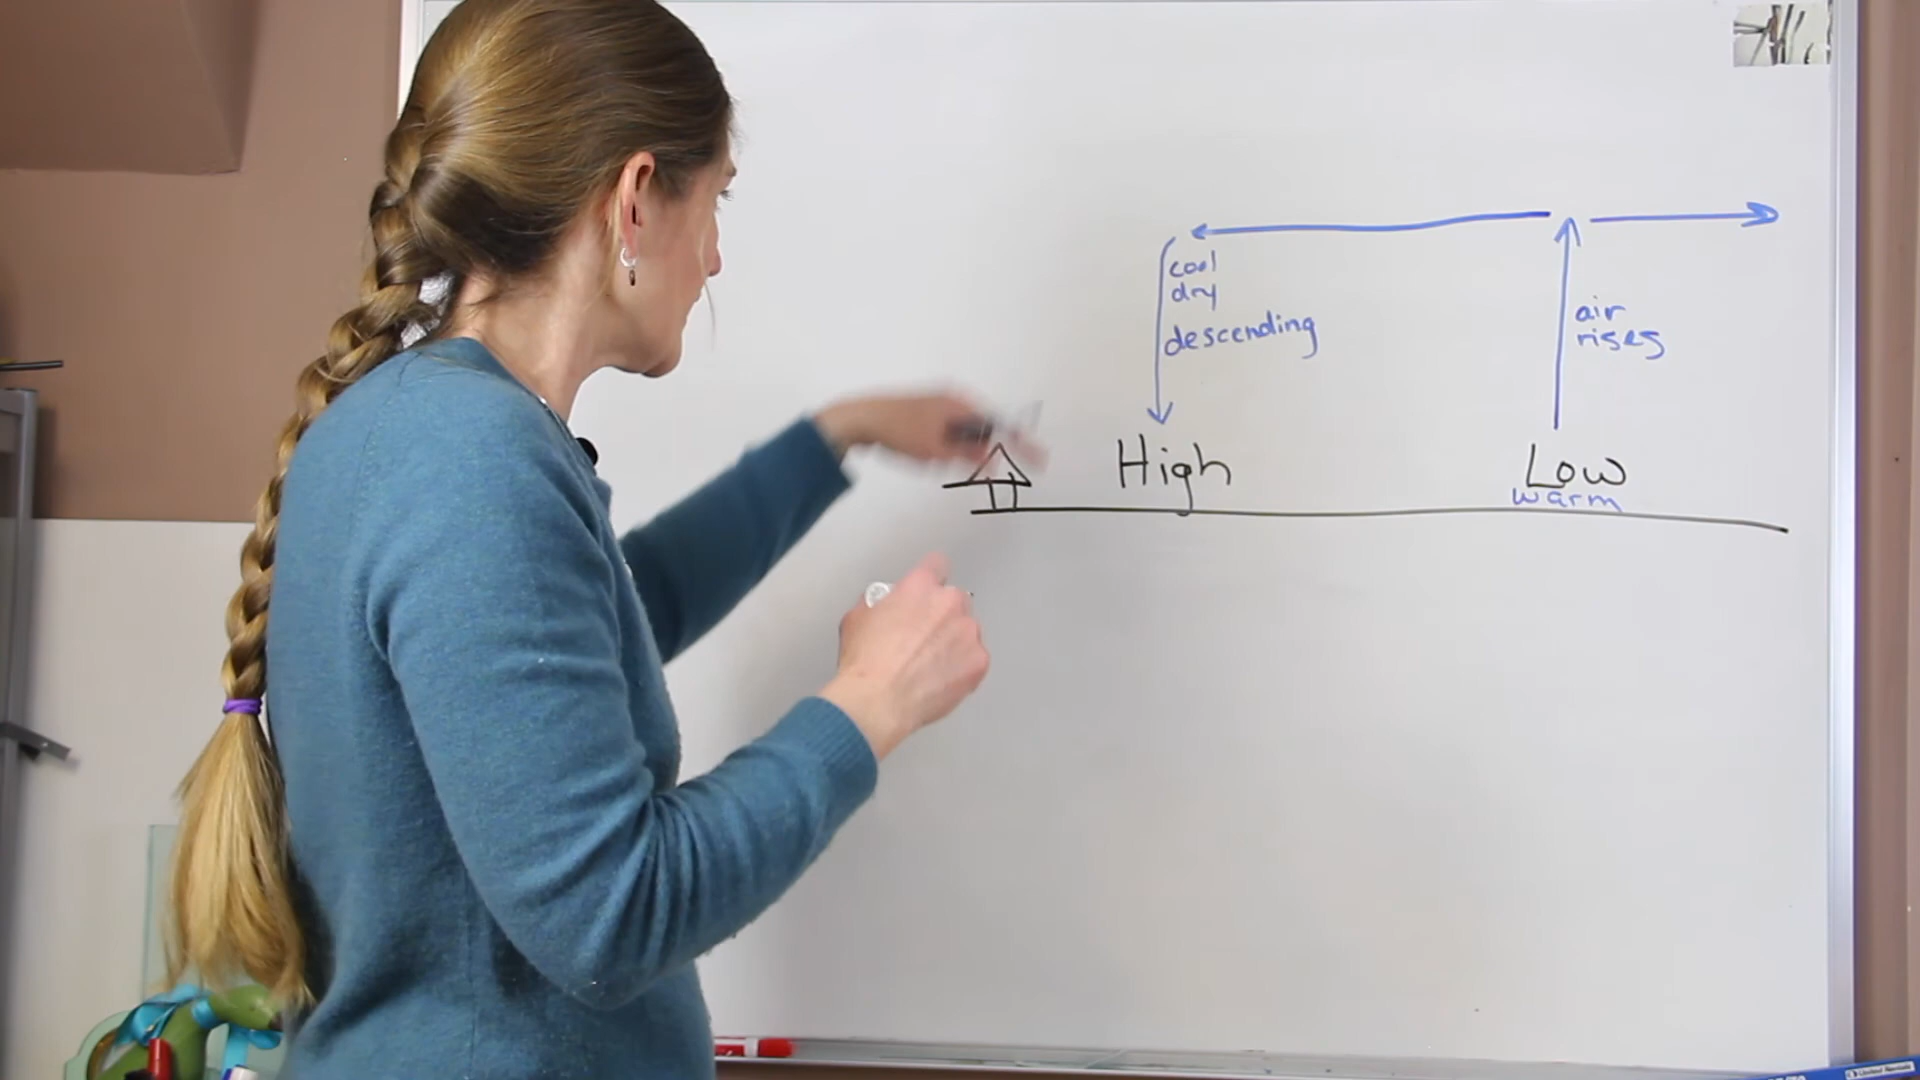 cool
dry
descending
air
rises
High
Low
warm